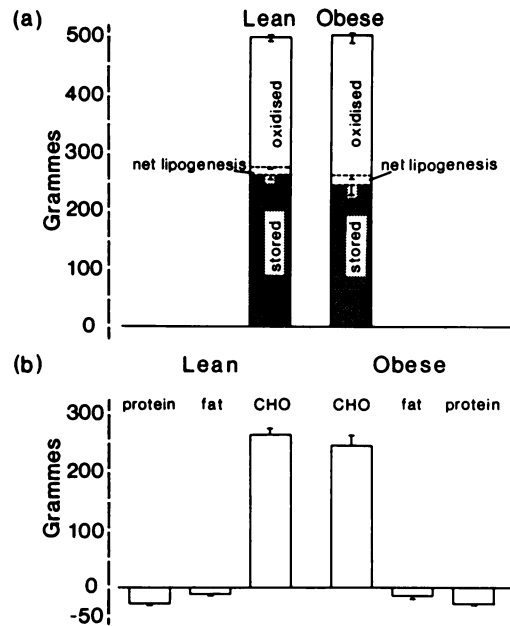 (a)
Lean Obese
500
400
300
200
100
0
Grammes
oxidised
oxidised
net lipogenesis
net lipogenesis
stored
stored
(b)
Lean Obese
protein fat CHO CHO fat protein
300
200
100
0
-50
Grammes